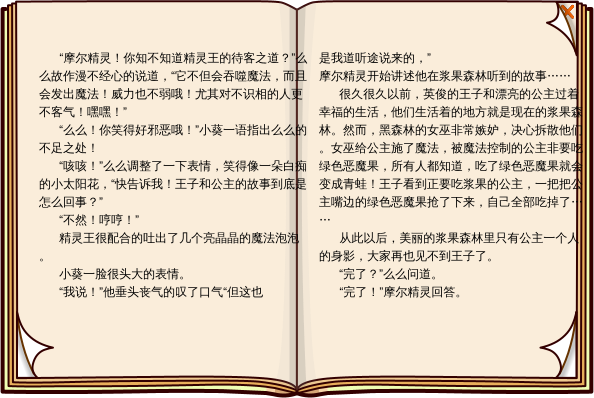 “摩尔精灵！你知不知道精灵王的待客之道？”么
么故作漫不经心的说道，“它不但会吞噬魔法，而且
会发出魔法！威力也不弱哦！尤其对不识相的人更
不客气！嘿嘿！”
“么么！你笑得好邪恶哦！”小葵一语指出么么的
不足之处！
“咳咳！”么么调整了一下表情，笑得像一朵白痴
的小太阳花，“快告诉我！王子和公主的故事到底是
怎么回事？”
“不然！哼哼！”
精灵王很配合的吐出了几个亮晶晶的魔法泡泡
。
小葵一脸很头大的表情。
“我说！”他垂头丧气的叹了口气“但这也
是我道听途说来的，”
摩尔精灵开始讲述他在浆果森林听到的故事……
很久很久以前，英俊的王子和漂亮的公主过着
幸福的生活，他们生活着的地方就是现在的浆果森
林。然而，黑森林的女巫非常嫉妒，决心拆散他们
。女巫给公主施了魔法，被魔法控制的公主非要吃
绿色恶魔果，所有人都知道，吃了绿色恶魔果就会
变成青蛙！王子看到正要吃浆果的公主，一把把公
主嘴边的绿色恶魔果抢了下来，自己全部吃掉了…
…
从此以后，美丽的浆果森林里只有公主一个人
的身影，大家再也见不到王子了。
“完了？”么么问道。
“完了！”摩尔精灵回答。